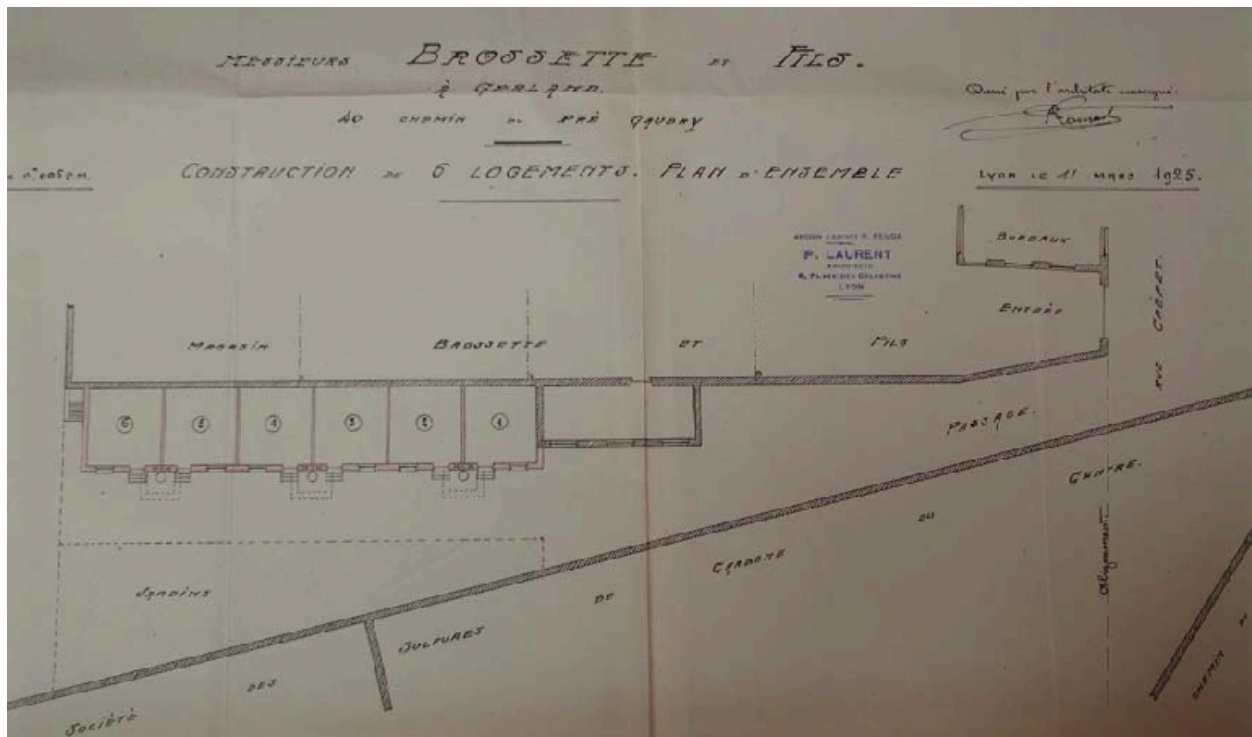 MESSIEURS BROSSETTE ET FILS.
À GERLAND.
40 CHEMIN DU PRÉ GAUDRY
CONSTRUCTION DE 6 LOGEMENTS. PLAN D'ENSEMBLE
Dressé par l'architecte soussigné:
LYON LE 11 MARS 1925.
P. LAURENT
ARCHITECTE
LYON
BUREAUX
ENTRÉE
RUE CRÉPET.
MAGASIN BROSSETTE ET FILS
6 5 4 3 2 1
PASSAGE.
JARDINS
SOCIÉTÉ DES SULFURES DE CARBONE DU CENTRE.
Alignement
CHEMIN